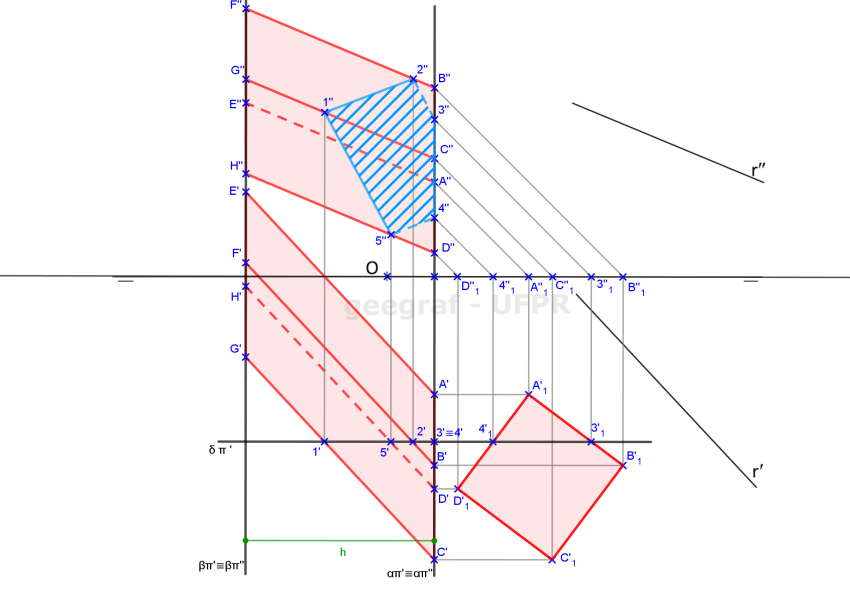 F"
G"
2"
B"
E"
1"
3"
r"
C"
H"
A"
E'
4"
5"
D"
F'
O
D"₁ 4"₁ A"₁ C"₁ 3"₁ B"₁
H'
geegraf - UFPR
G'
A' A'₁
2' 3'≡4' 4'₁ 3'₁
δπ' 1' 5' B' B'₁
r'
D' D'₁
h C' C'₁
βπ'≡βπ" απ'≡απ"